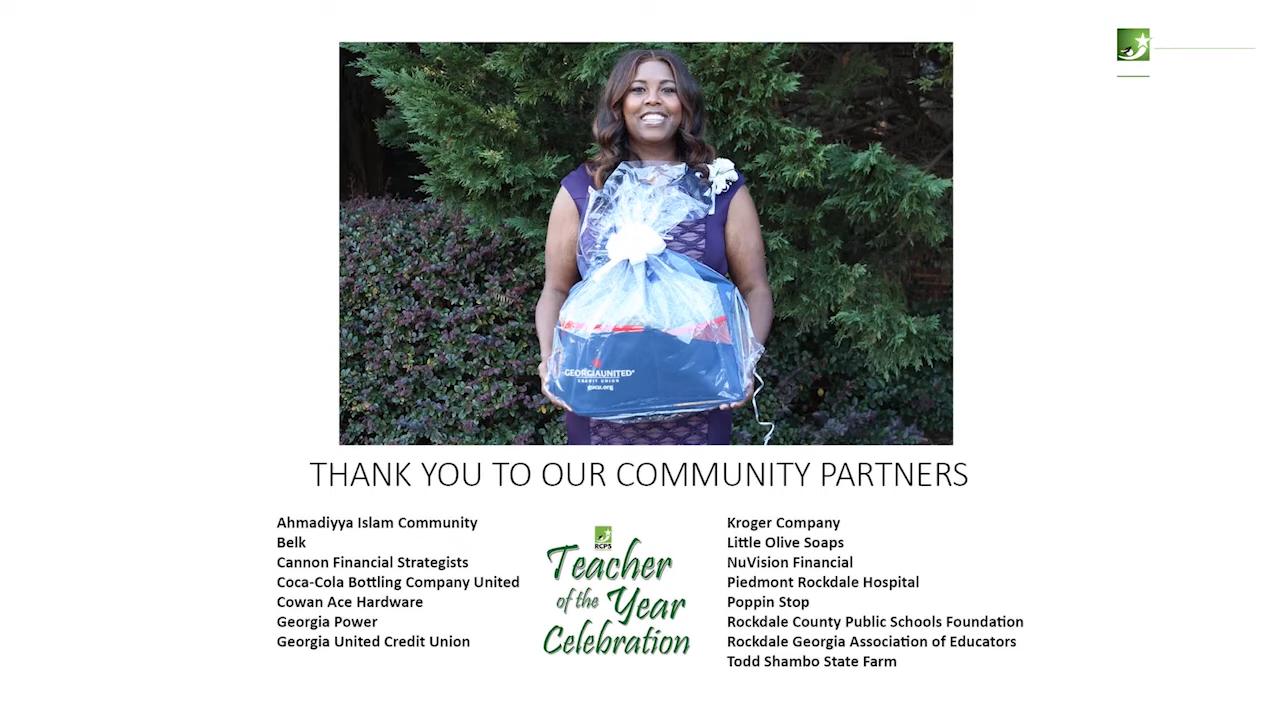 GEORGIAUNITED
CREDIT UNION
gucu.org
THANK YOU TO OUR COMMUNITY PARTNERS
Ahmadiyya Islam Community
Belk
Cannon Financial Strategists
Coca-Cola Bottling Company United
Cowan Ace Hardware
Georgia Power
Georgia United Credit Union
RCPS
Teacher
of the Year
Celebration
Kroger Company
Little Olive Soaps
NuVision Financial
Piedmont Rockdale Hospital
Poppin Stop
Rockdale County Public Schools Foundation
Rockdale Georgia Association of Educators
Todd Shambo State Farm